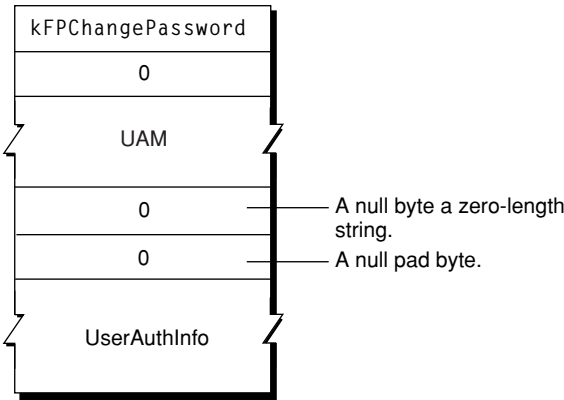 kFPChangePassword
0
UAM
0
A null byte a zero-length
string.
0
A null pad byte.
UserAuthInfo